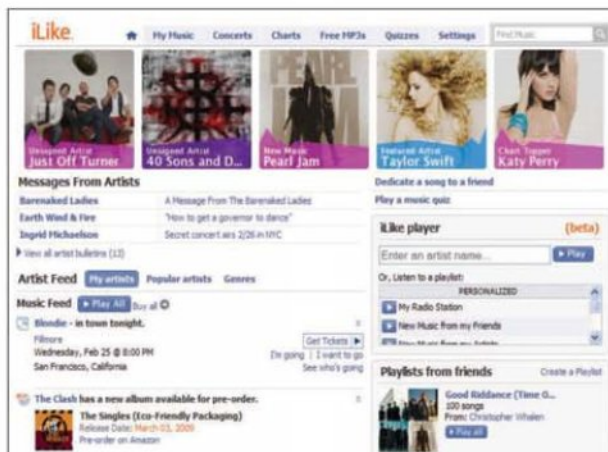 iLike
My Music Concerts Charts Free MP3s Quizzes Settings Find Music
Unsigned Artist
Just Off Turner
Unsigned Artist
40 Sons and D...
PEARL JAM
New Music
Pearl Jam
Featured Artist
Taylor Swift
Chart Topper
Katy Perry
Messages From Artists
Barenaked Ladies A Message From The Barenaked Ladies
Earth Wind & Fire "How to get a governor to dance"
Ingrid Michaelson Secret concert airs 2/26 in NYC
View all artist bulletins (13)
Artist Feed My artists Popular artists Genres
Music Feed Play All Buy all
Blondie - in town tonight.
Fillmore
Wednesday, Feb 25 @ 8:00 PM
San Francisco, California
Get Tickets
I'm going | I want to go
See who's going
The Clash has a new album available for pre-order.
The Singles (Eco-Friendly Packaging)
Release Date: March 03, 2009
Pre-order on Amazon
Dedicate a song to a friend
Play a music quiz
iLike player (beta)
Enter an artist name... Play
Or, Listen to a playlist:
PERSONALIZED
My Radio Station
New Music from my Friends
New Music from my Artists
Playlists from friends Create a Playlist
Good Riddance (Time O...
100 songs
From: Christopher Whalen
Play all